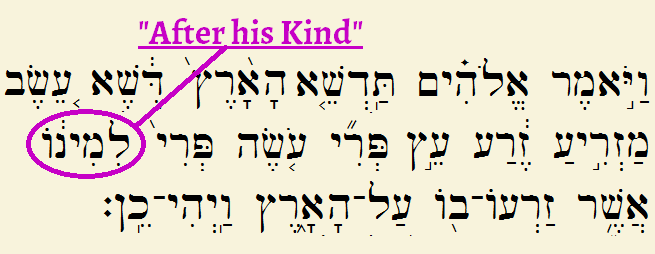 "After his Kind"
וַיֹּ֣אמֶר אֱלֹהִ֗ים תַּֽדְשֵׁ֤א הָאָ֙רֶץ֙ דֶּ֔שֶׁא עֵ֚שֶׂב
מַזְרִ֣יעַ זֶ֔רַע עֵ֣ץ פְּרִ֞י עֹ֤שֶׂה פְּרִי֙ לְמִינ֔וֹ
אֲשֶׁ֥ר זַרְעוֹ־ב֖וֹ עַל־הָאָ֑רֶץ וַֽיְהִי־כֵֽן׃